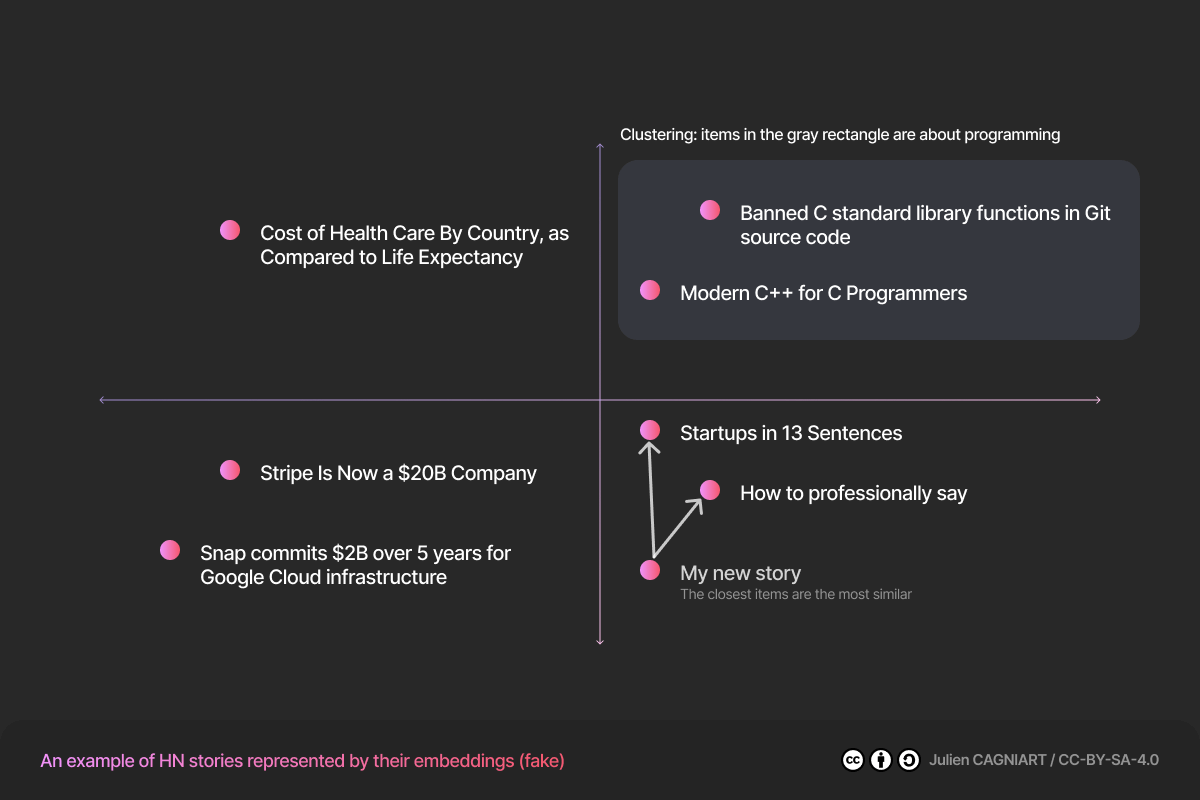 Clustering: items in the gray rectangle are about programming
Cost of Health Care By Country, as
Compared to Life Expectancy
Banned C standard library functions in Git
source code
Modern C++ for C Programmers
Startups in 13 Sentences
Stripe Is Now a $20B Company
How to professionally say
Snap commits $2B over 5 years for
Google Cloud infrastructure
My new story
The closest items are the most similar
An example of HN stories represented by their embeddings (fake)
cc
Julien CAGNIART / CC-BY-SA-4.0